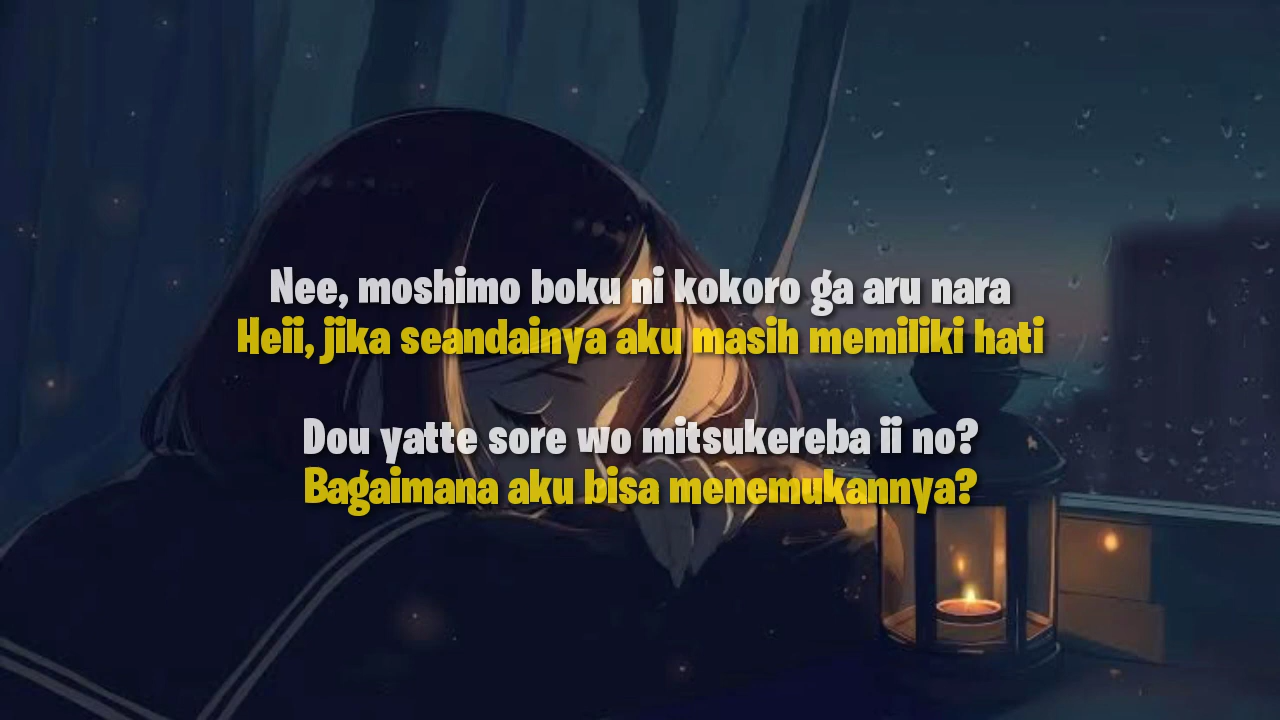 Nee, moshimo boku ni kokoro ga aru nara
Heii, jika seandainya aku masih memiliki hati
Dou yatte sore wo mitsukereba ii no?
Bagaimana aku bisa menemukannya?